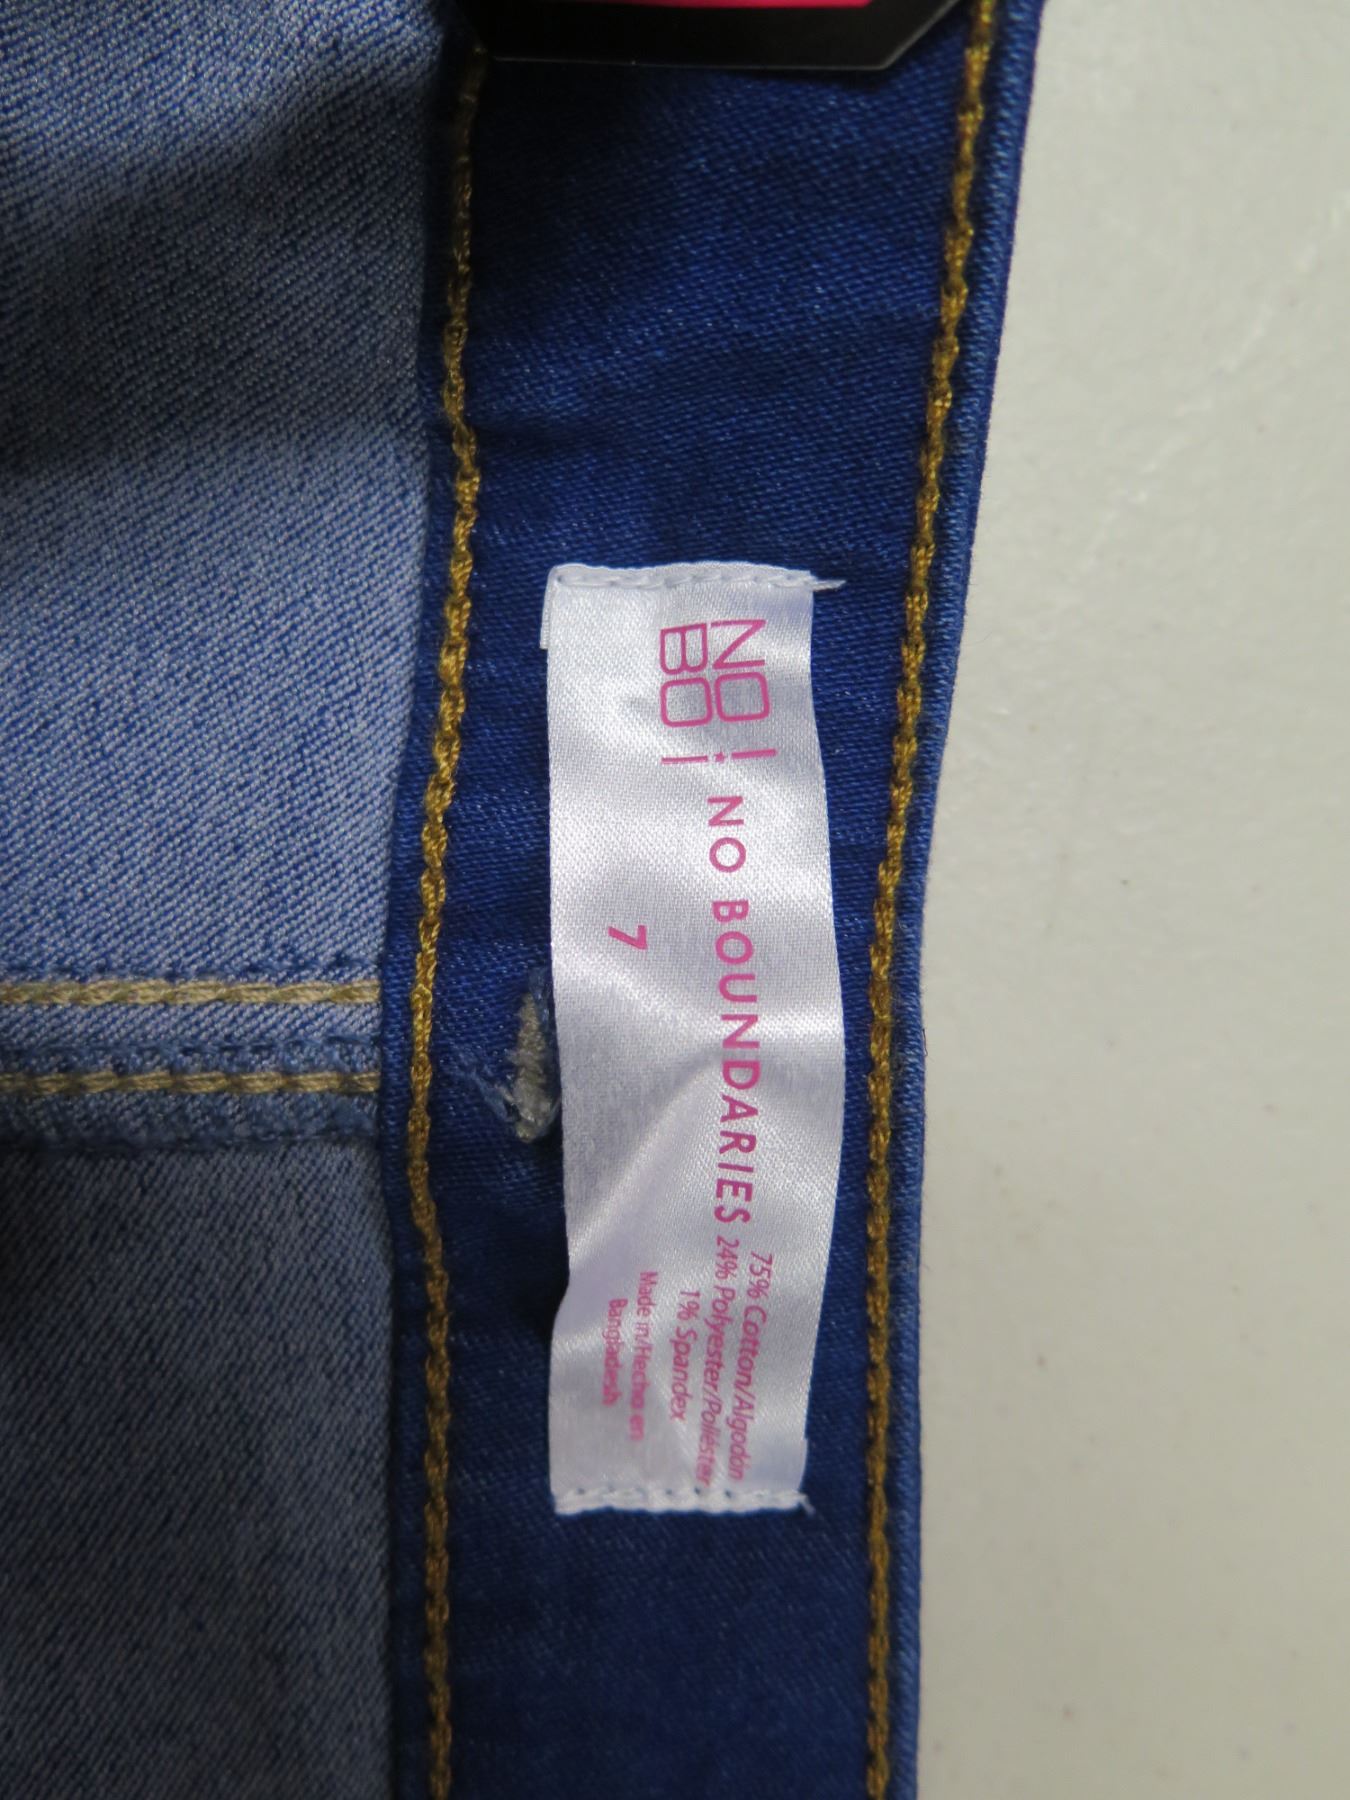 NO!
BO!
NO BOUNDARIES
7
75% Cotton/Algodón
24% Polyester/Poliéster
1% Spandex
Made in/Hecho en
Bangladesh